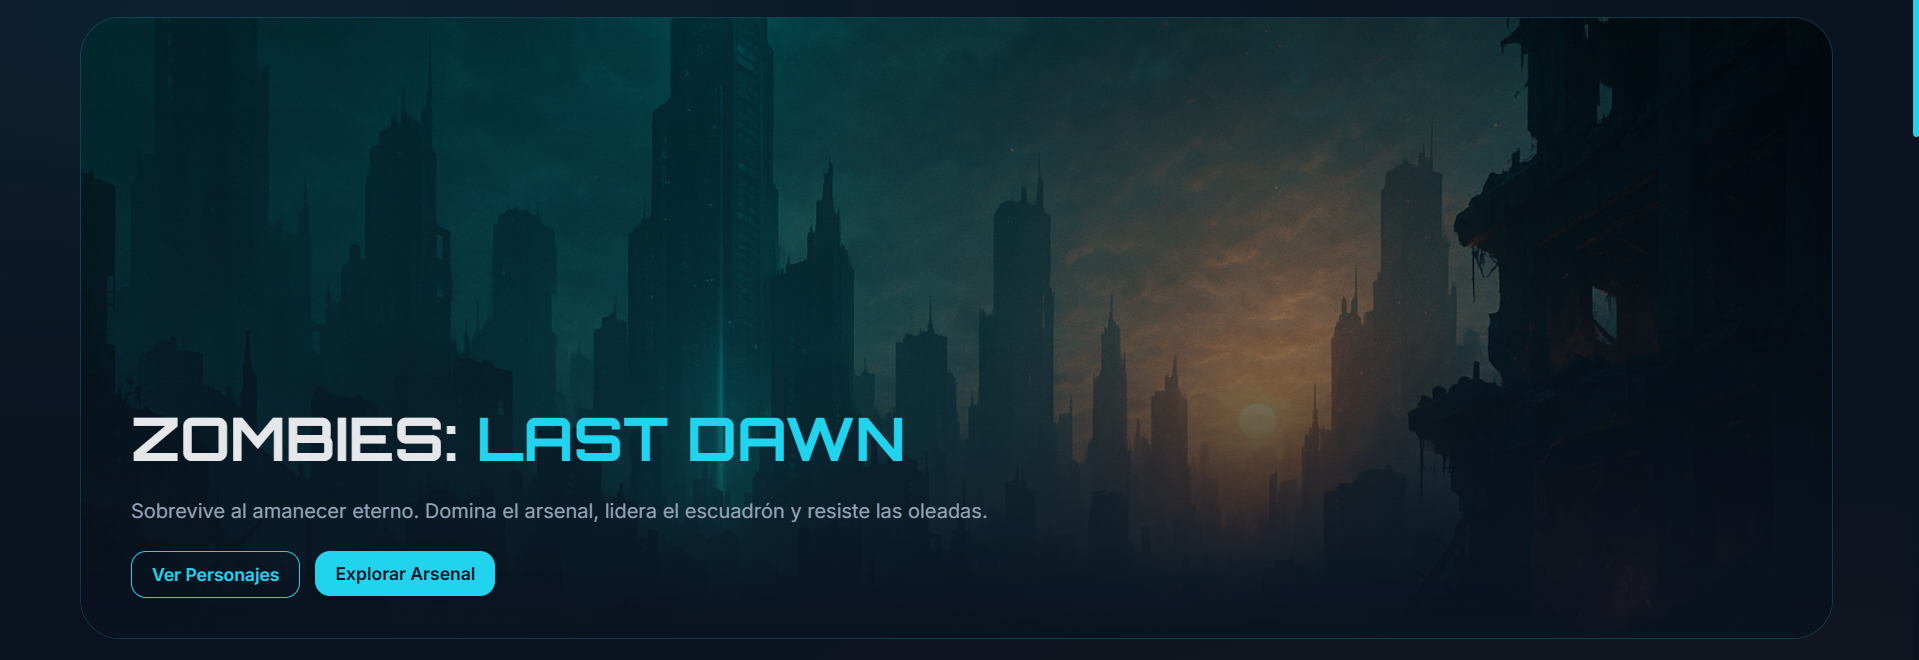 ZOMBIES: LAST DAWN
Sobrevive al amanecer eterno. Domina el arsenal, lidera el escuadrón y resiste las oleadas.
Ver Personajes
Explorar Arsenal